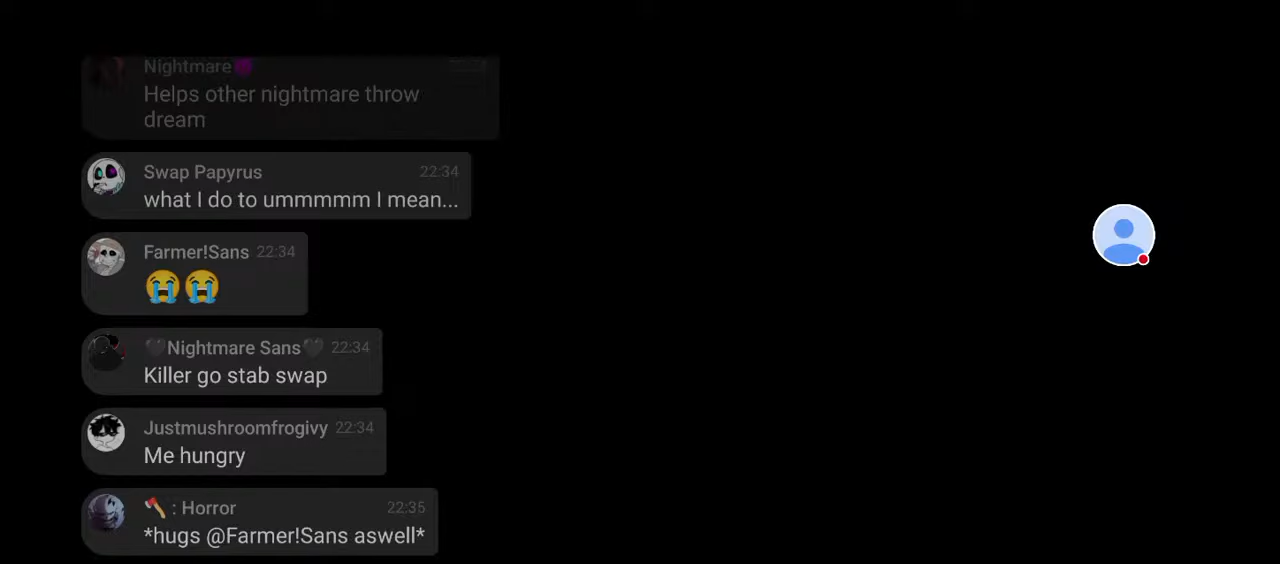 Nightmare
Helps other nightmare throw
dream
Swap Papyrus 22:34
what I do to ummmmm I mean...
Farmer!Sans 22:34
😭😭
🖤Nightmare Sans🖤 22:34
Killer go stab swap
Justmushroomfrogivy 22:34
Me hungry
🪓 : Horror 22:35
*hugs @Farmer!Sans aswell*